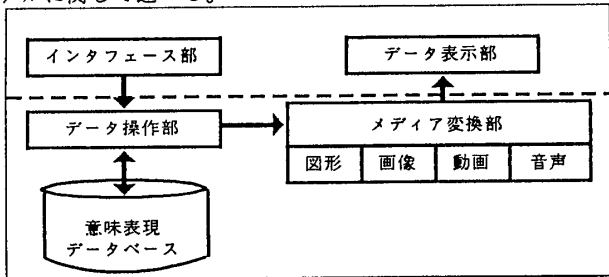 インタフェース部
データ表示部
データ操作部
メディア変換部
図形
画像
動画
音声
意味表現
データベース